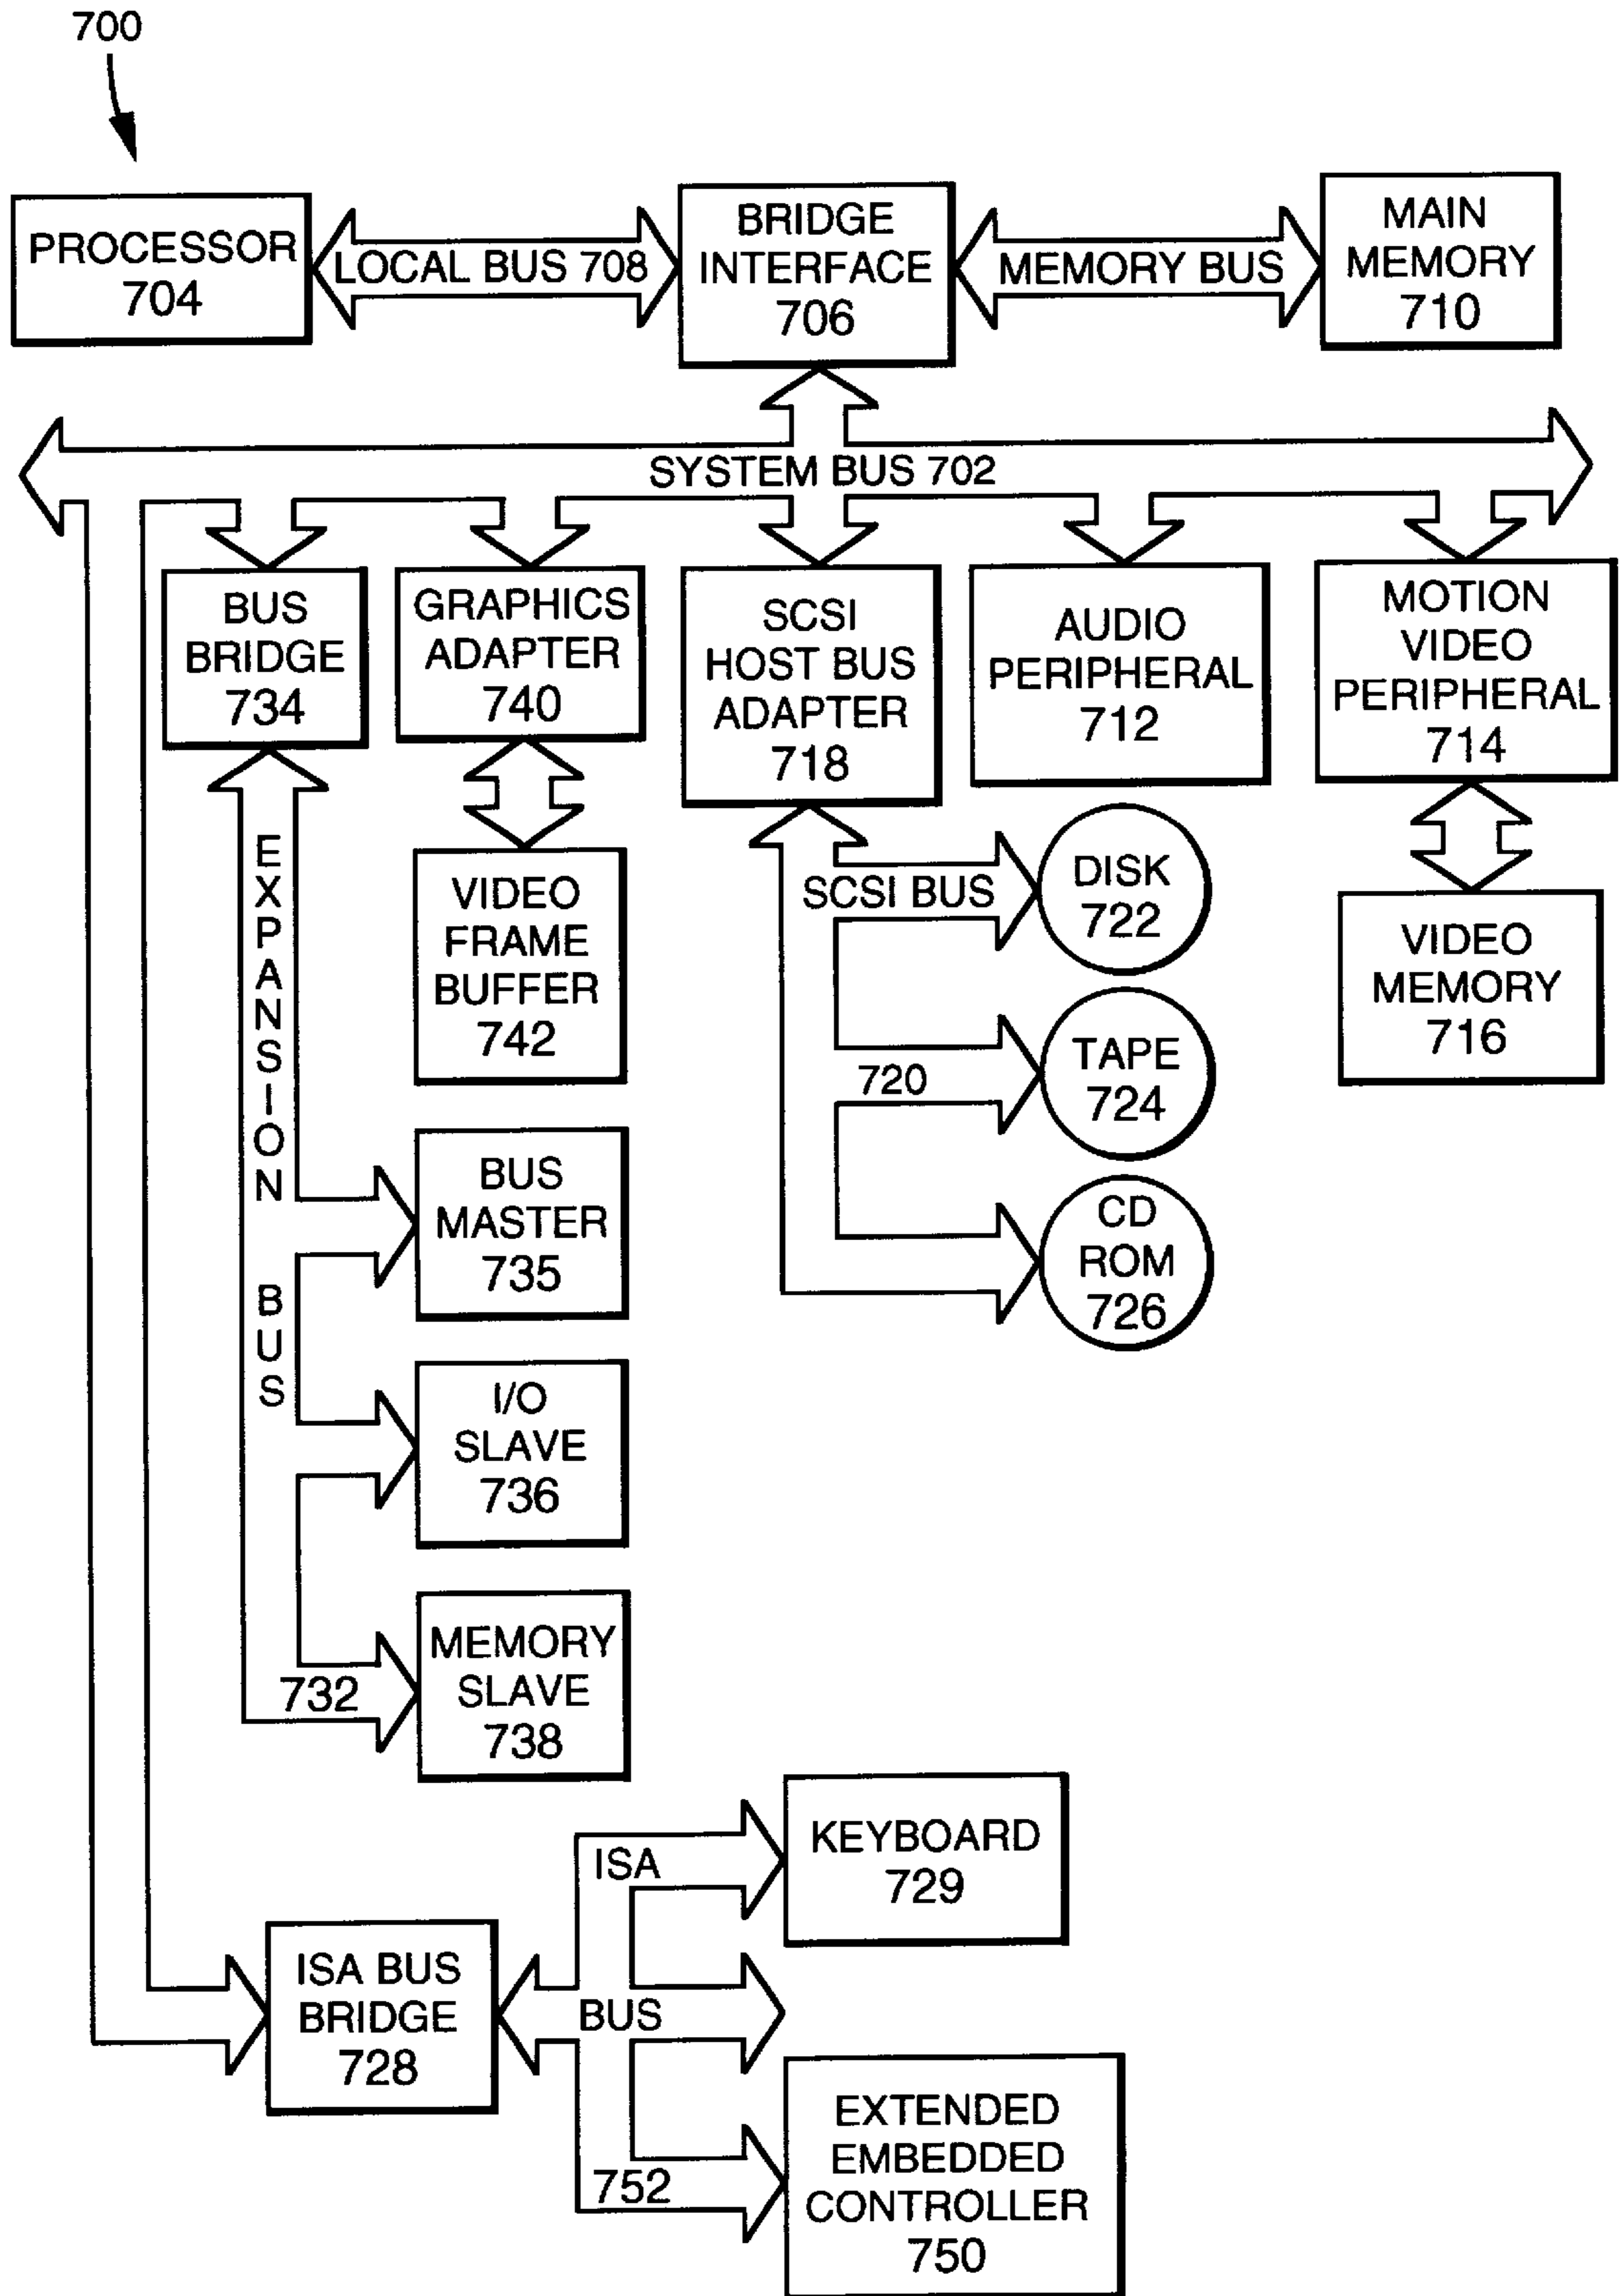 700
PROCESSOR
704
LOCAL BUS 708
BRIDGE
INTERFACE
706
MEMORY BUS
MAIN
MEMORY
710
SYSTEM BUS 702
BUS
BRIDGE
734
GRAPHICS
ADAPTER
740
SCSI
HOST BUS
ADAPTER
718
AUDIO
PERIPHERAL
712
MOTION
VIDEO
PERIPHERAL
714
EXPANSION BUS
732
VIDEO
FRAME
BUFFER
742
SCSI BUS
720
DISK
722
TAPE
724
CD
ROM
726
VIDEO
MEMORY
716
BUS
MASTER
735
I/O
SLAVE
736
MEMORY
SLAVE
738
ISA BUS
BRIDGE
728
ISA
BUS
752
KEYBOARD
729
EXTENDED
EMBEDDED
CONTROLLER
750